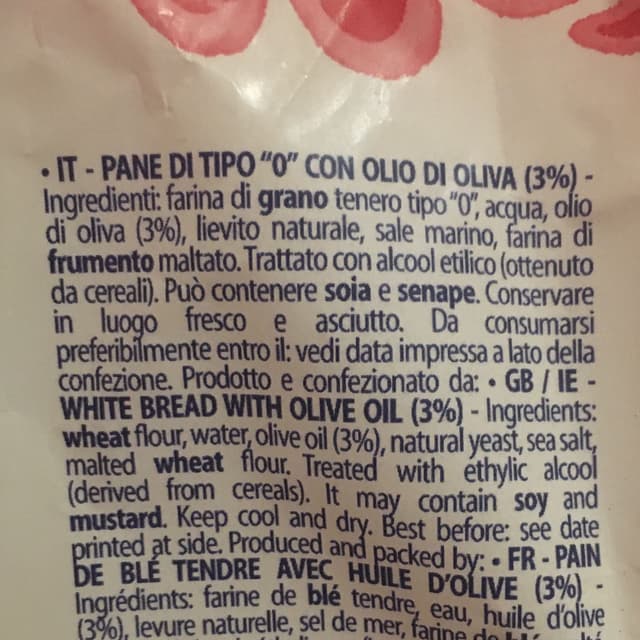 • IT - PANE DI TIPO "0" CON OLIO DI OLIVA (3%) -
Ingredienti: farina di grano tenero tipo "0", acqua, olio
di oliva (3%), lievito naturale, sale marino, farina di
frumento maltato. Trattato con alcool etilico (ottenuto
da cereali). Può contenere soia e senape. Conservare
in luogo fresco e asciutto. Da consumarsi
preferibilmente entro il: vedi data impressa a lato della
confezione. Prodotto e confezionato da: • GB / IE -
WHITE BREAD WITH OLIVE OIL (3%) - Ingredients:
wheat flour, water, olive oil (3%), natural yeast, sea salt,
malted wheat flour. Treated with ethylic alcool
(derived from cereals). It may contain soy and
mustard. Keep cool and dry. Best before: see date
printed at side. Produced and packed by: • FR - PAIN
DE BLÉ TENDRE AVEC HUILE D'OLIVE (3%) -
Ingrédients: farine de blé tendre, eau, huile d'olive
(3%), levure naturelle, sel de mer, farine